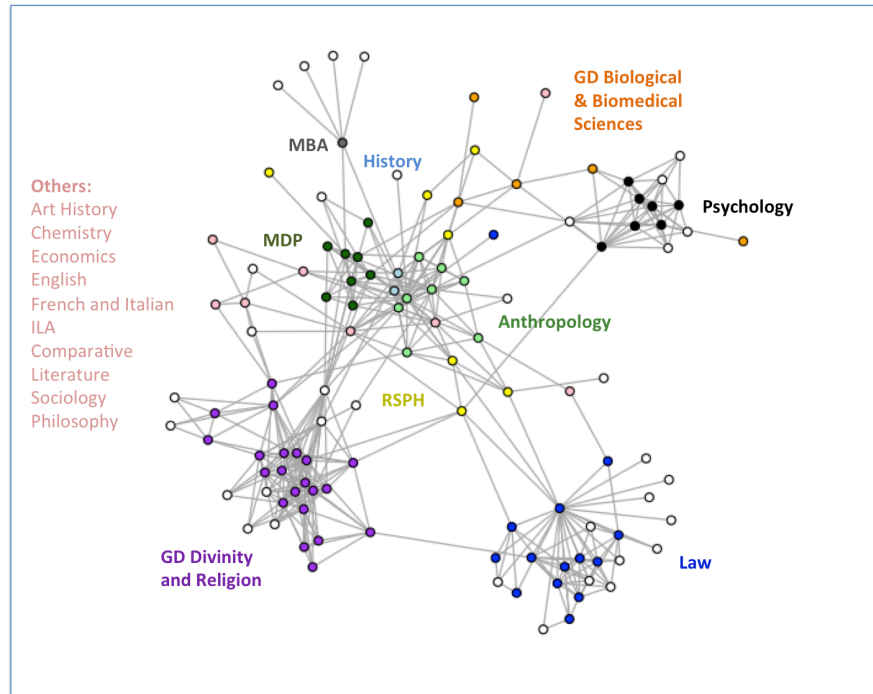 GD Biological
& Biomedical
Sciences
MBA
History
Others:
Art History
Chemistry
Economics
English
French and Italian
ILA
Comparative
Literature
Sociology
Philosophy
Psychology
MDP
Anthropology
RSPH
GD Divinity
and Religion
Law